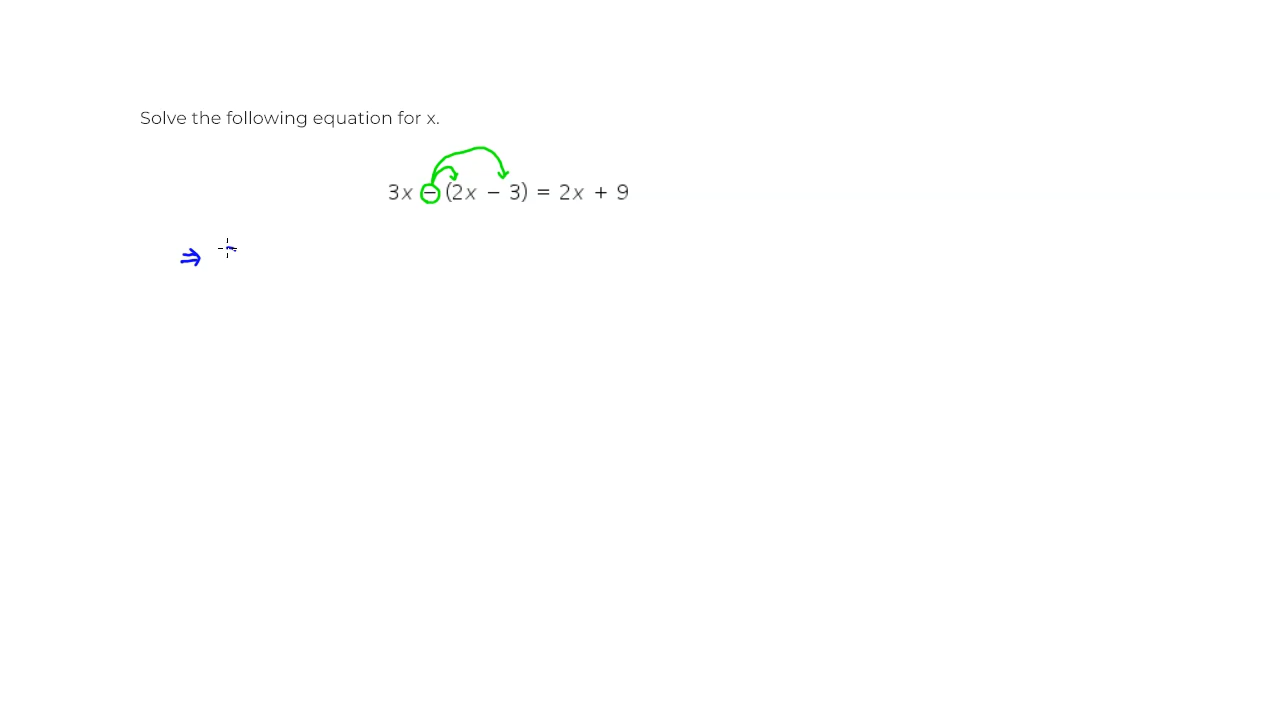 Solve the following equation for x.
3x − (2x − 3) = 2x + 9
⇒